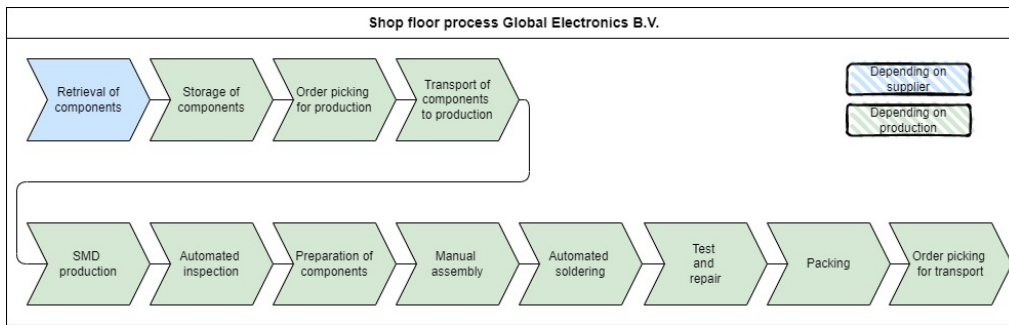 Shop floor process Global Electronics B.V.
Retrieval of
components
Storage of
components
Order picking
for production
Transport of
components
to production
Depending on
supplier
Depending on
production
SMD
production
Automated
inspection
Preparation of
components
Manual
assembly
Automated
soldering
Test
and
repair
Packing
Order picking
for transport